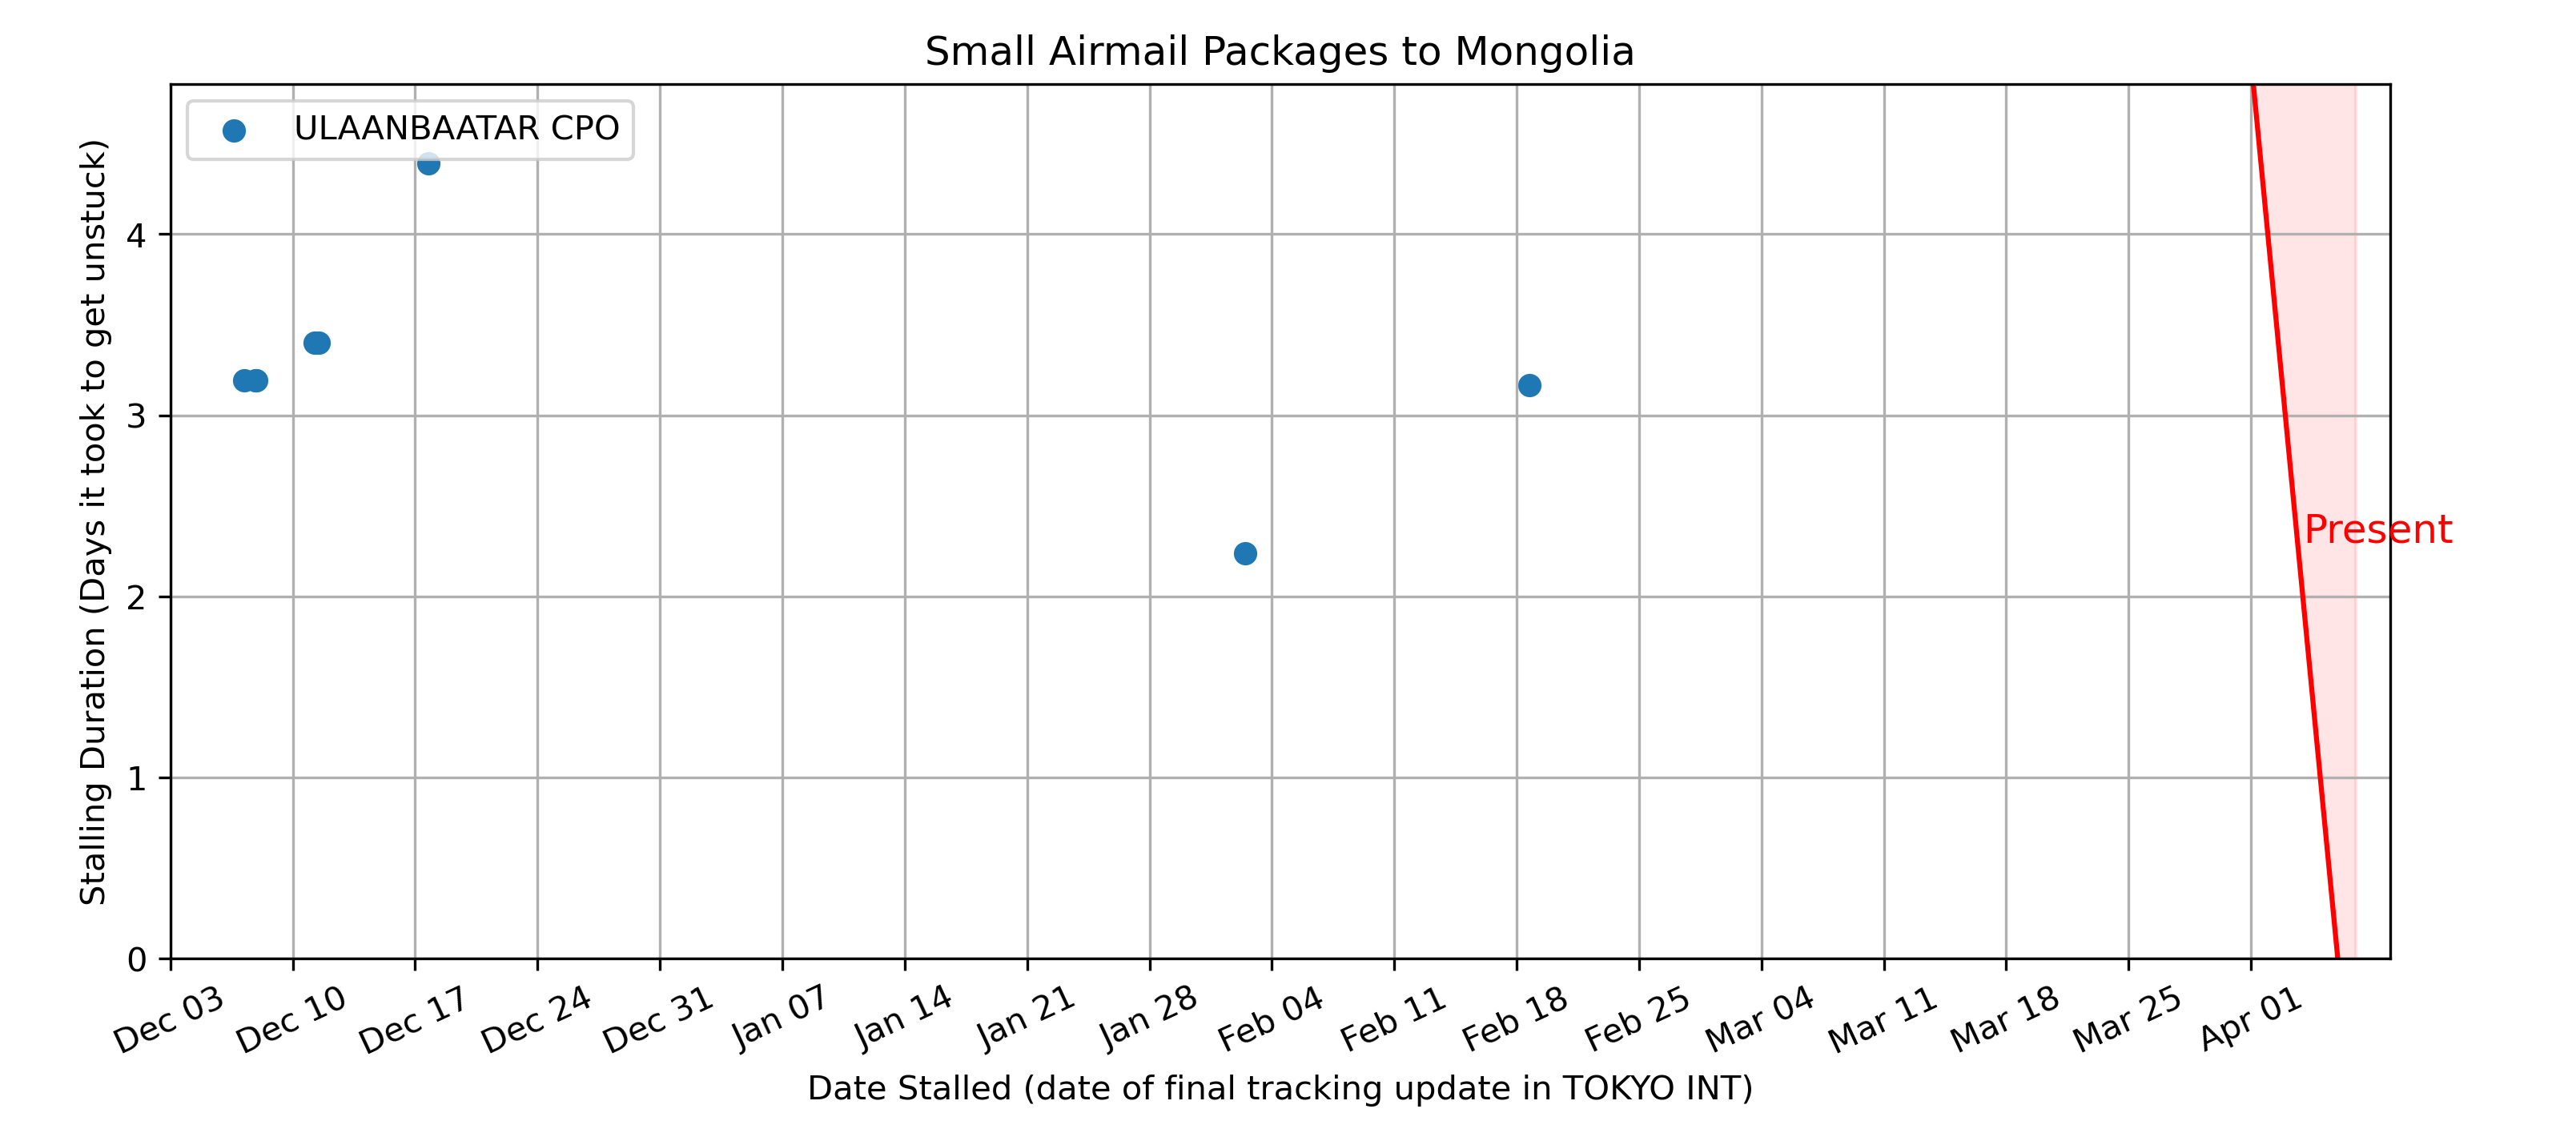 Small Airmail Packages to Mongolia
ULAANBAATAR CPO
Stalling Duration (Days it took to get unstuck)
4
3
2
1
0
Present
Dec 03
Dec 10
Dec 17
Dec 24
Dec 31
Jan 07
Jan 14
Jan 21
Jan 28
Feb 04
Feb 11
Feb 18
Feb 25
Mar 04
Mar 11
Mar 18
Mar 25
Apr 01
Date Stalled (date of final tracking update in TOKYO INT)